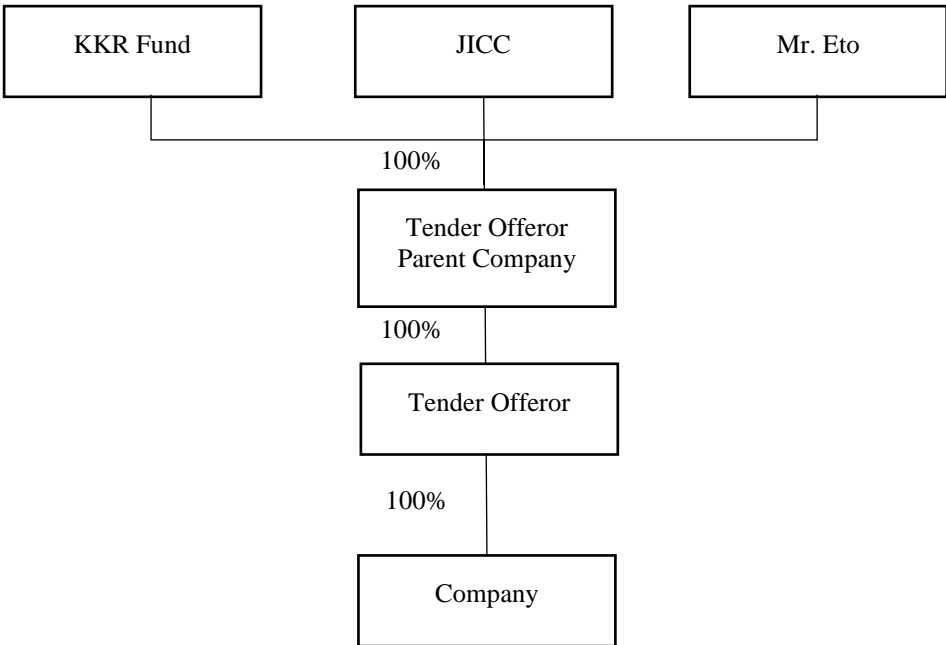 KKR Fund
JICC
Mr. Eto
100%
Tender Offeror
Parent Company
100%
Tender Offeror
100%
Company